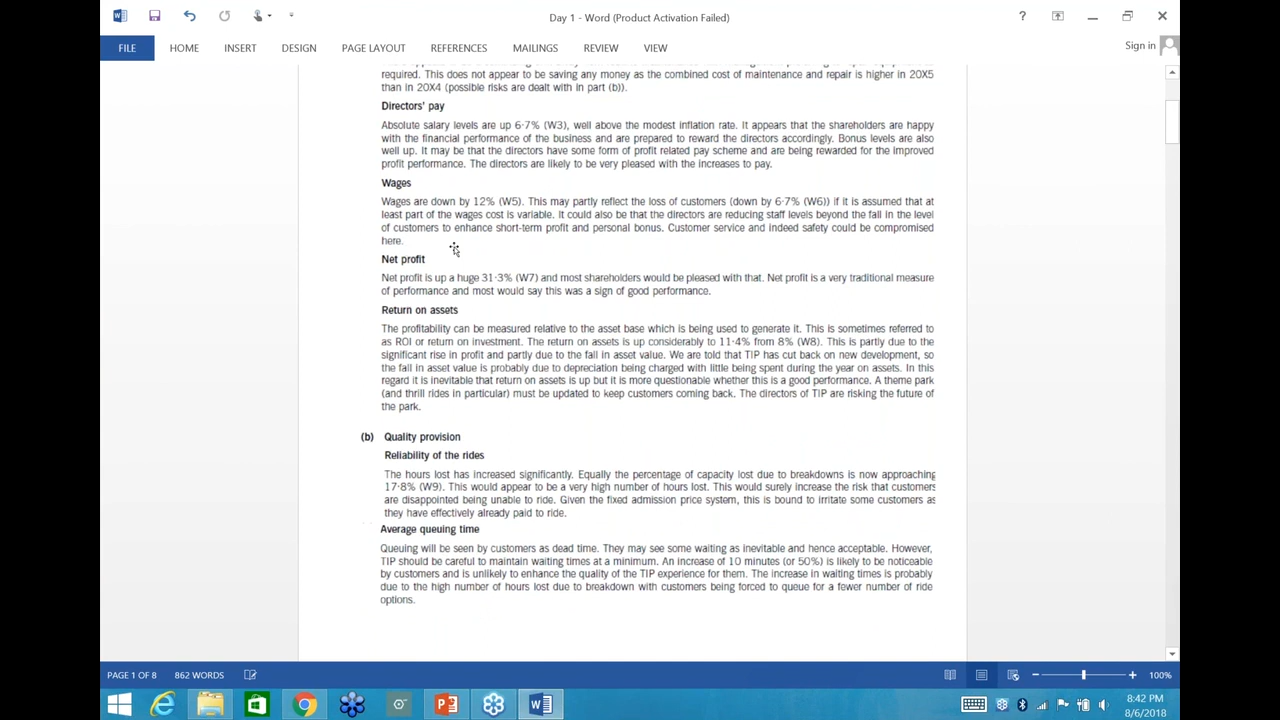 Day 1 - Word (Product Activation Failed)
?
FILE HOME INSERT DESIGN PAGE LAYOUT REFERENCES MAILINGS REVIEW VIEW Sign in
required. This does not appear to be saving any money as the combined cost of maintenance and repair is higher in 20X5
than in 20X4 (possible risks are dealt with in part (b)).
Directors' pay
Absolute salary levels are up 6·7% (W3), well above the modest inflation rate. It appears that the shareholders are happy
with the financial performance of the business and are prepared to reward the directors accordingly. Bonus levels are also
well up. It may be that the directors have some form of profit related pay scheme and are being rewarded for the improved
profit performance. The directors are likely to be very pleased with the increases to pay.
Wages
Wages are down by 12% (W5). This may partly reflect the loss of customers (down by 6·7% (W6)) if it is assumed that at
least part of the wages cost is variable. It could also be that the directors are reducing staff levels beyond the fall in the level
of customers to enhance short-term profit and personal bonus. Customer service and indeed safety could be compromised
here.
Net profit
Net profit is up a huge 31·3% (W7) and most shareholders would be pleased with that. Net profit is a very traditional measure
of performance and most would say this was a sign of good performance.
Return on assets
The profitability can be measured relative to the asset base which is being used to generate it. This is sometimes referred to
as ROI or return on investment. The return on assets is up considerably to 11·4% from 8% (W8). This is partly due to the
significant rise in profit and partly due to the fall in asset value. We are told that TIP has cut back on new development, so
the fall in asset value is probably due to depreciation being charged with little being spent during the year on assets. In this
regard it is inevitable that return on assets is up but it is more questionable whether this is a good performance. A theme park
(and thrill rides in particular) must be updated to keep customers coming back. The directors of TIP are risking the future of
the park.
(b) Quality provision
Reliability of the rides
The hours lost has increased significantly. Equally the percentage of capacity lost due to breakdowns is now approaching
17·8% (W9). This would appear to be a very high number of hours lost. This would surely increase the risk that customers
are disappointed being unable to ride. Given the fixed admission price system, this is bound to irritate some customers as
they have effectively already paid to ride.
Average queuing time
Queuing will be seen by customers as dead time. They may see some waiting as inevitable and hence acceptable. However,
TIP should be careful to maintain waiting times at a minimum. An increase of 10 minutes (or 50%) is likely to be noticeable
by customers and is unlikely to enhance the quality of the TIP experience for them. The increase in waiting times is probably
due to the high number of hours lost due to breakdown with customers being forced to queue for a fewer number of ride
options.
PAGE 1 OF 8 862 WORDS 100%
8:42 PM
8/6/2018